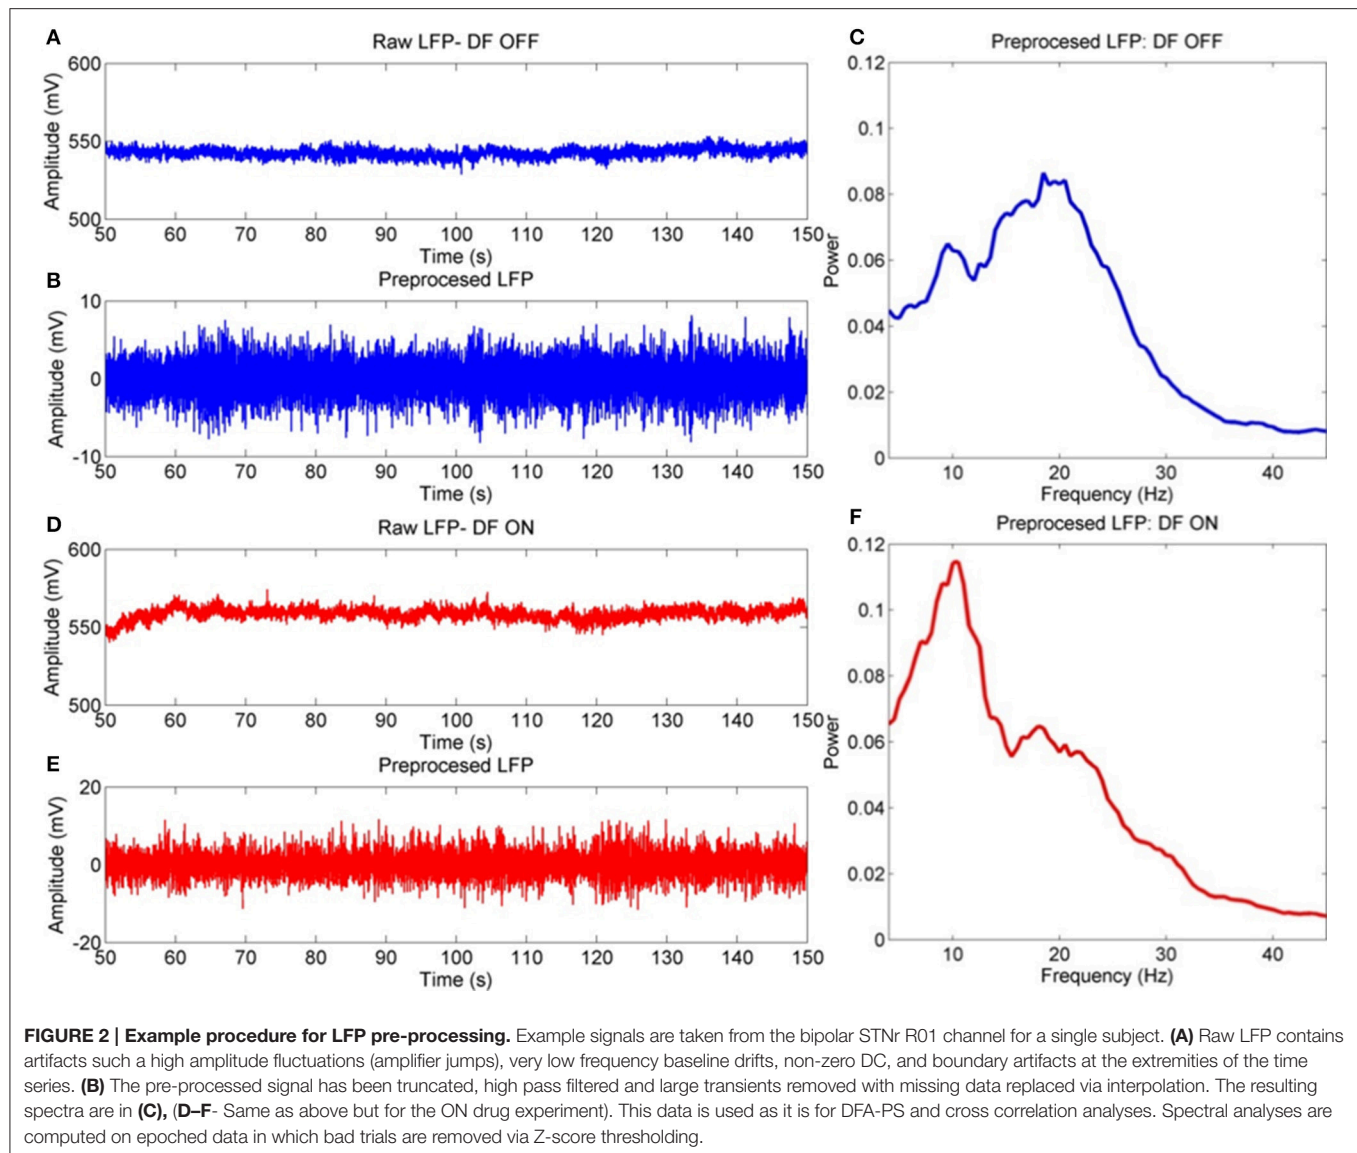 A
Raw LFP- DF OFF
600
550
500
Amplitude (mV)
50 60 70 80 90 100 110 120 130 140 150
Time (s)
B
Preprocesed LFP
10
0
-10
Amplitude (mV)
50 60 70 80 90 100 110 120 130 140 150
Time (s)
C
Preprocesed LFP: DF OFF
0.12
0.1
0.08
0.06
0.04
0.02
0
Power
10 20 30 40
Frequency (Hz)
D
Raw LFP- DF ON
600
550
500
Amplitude (mV)
50 60 70 80 90 100 110 120 130 140 150
Time (s)
E
Preprocesed LFP
20
0
-20
Amplitude (mV)
50 60 70 80 90 100 110 120 130 140 150
Time (s)
F
Preprocesed LFP: DF ON
0.12
0.1
0.08
0.06
0.04
0.02
0
Power
10 20 30 40
Frequency (Hz)
FIGURE 2 | Example procedure for LFP pre-processing. Example signals are taken from the bipolar STNr R01 channel for a single subject. (A) Raw LFP contains
artifacts such a high amplitude fluctuations (amplifier jumps), very low frequency baseline drifts, non-zero DC, and boundary artifacts at the extremities of the time
series. (B) The pre-processed signal has been truncated, high pass filtered and large transients removed with missing data replaced via interpolation. The resulting
spectra are in (C), (D–F- Same as above but for the ON drug experiment). This data is used as it is for DFA-PS and cross correlation analyses. Spectral analyses are
computed on epoched data in which bad trials are removed via Z-score thresholding.